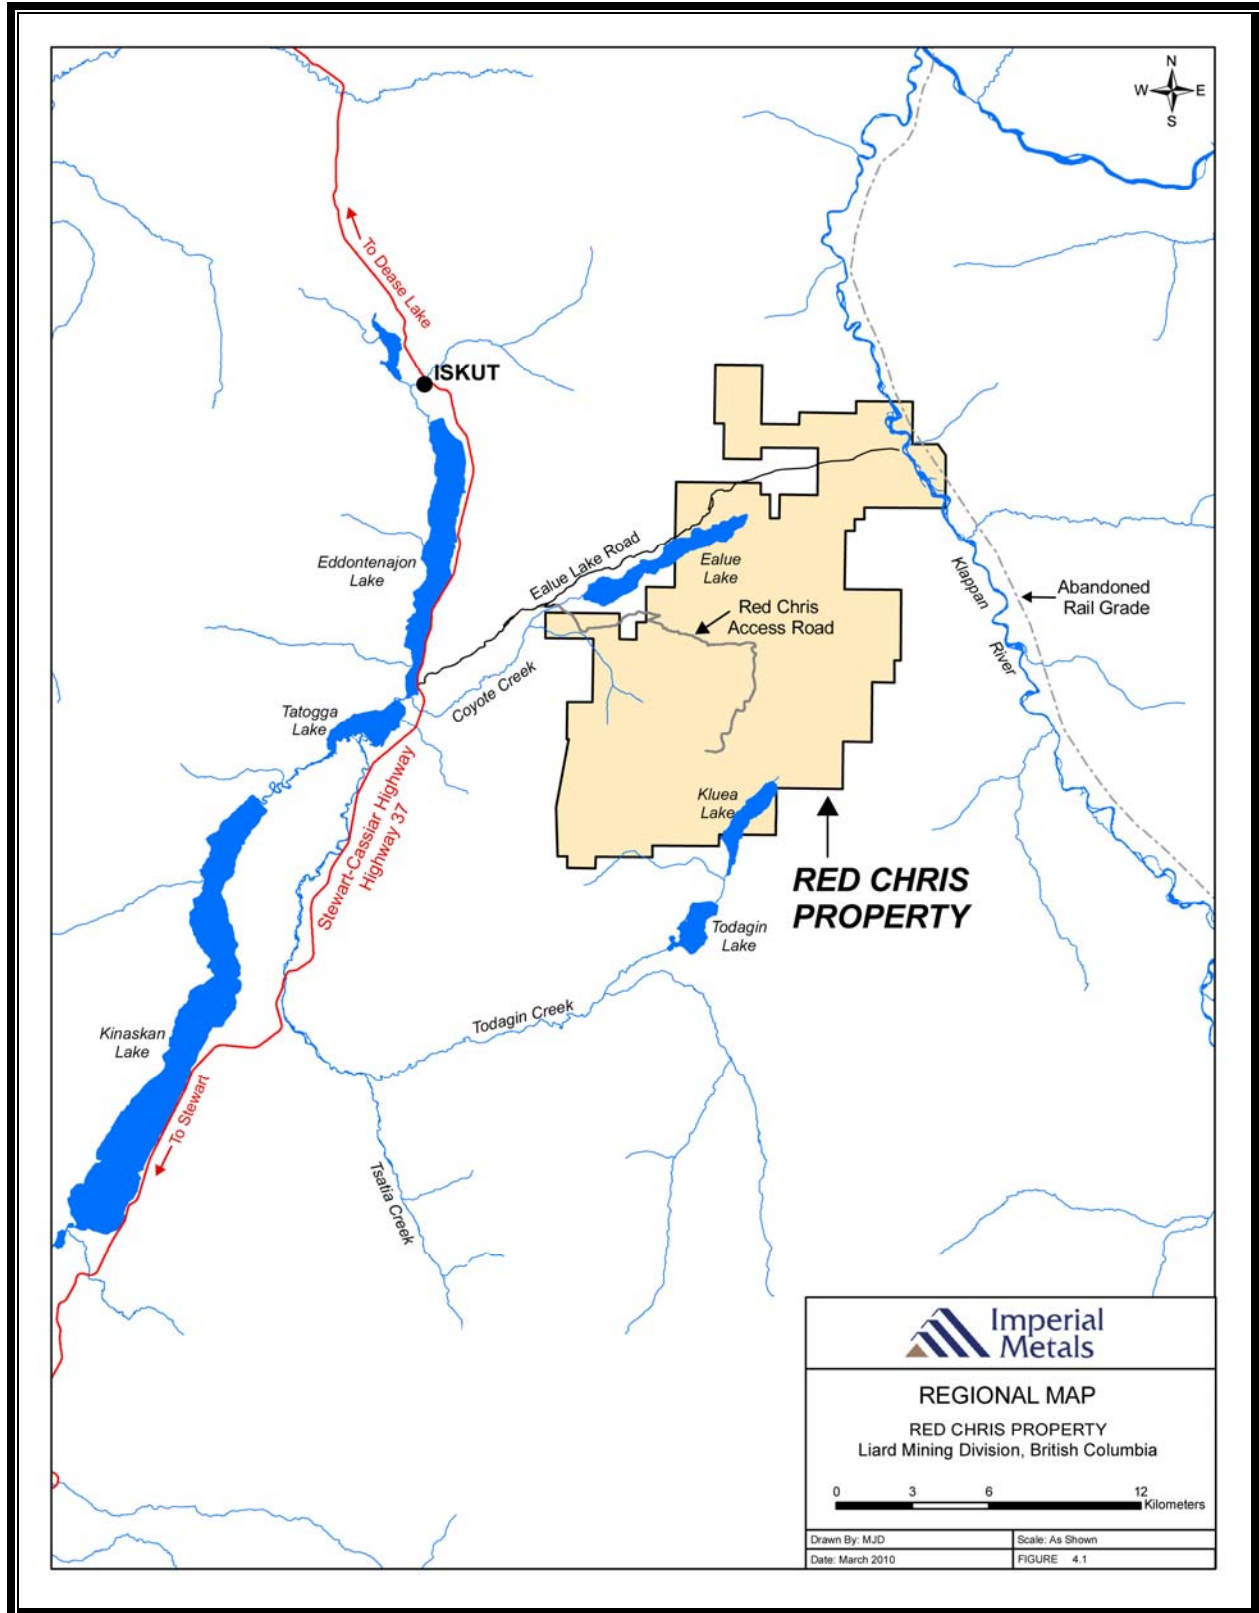 N
W E
S
To Dease Lake
ISKUT
Eddontenajon
Lake
Ealue Lake Road
Ealue
Lake
Klappan
River
Abandoned
Rail Grade
Red Chris
Access Road
Coyote Creek
Tatogga
Lake
Stewart-Cassiar Highway
Highway 37
Kluea
Lake
RED CHRIS
PROPERTY
Todagin
Lake
Todagin Creek
Kinaskan
Lake
To Stewart
Tsatia Creek
Imperial
Metals
REGIONAL MAP
RED CHRIS PROPERTY
Liard Mining Division, British Columbia
0 3 6 12
Kilometers
Drawn By: MJD Scale: As Shown
Date: March 2010 FIGURE 4.1